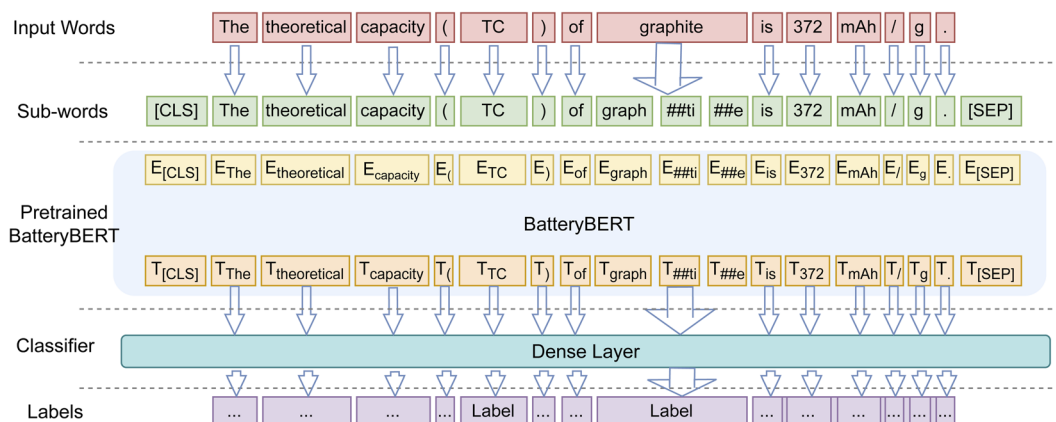 Input Words The theoretical capacity ( TC ) of graphite is 372 mAh / g .
Sub-words [CLS] The theoretical capacity ( TC ) of graph ##ti ##e is 372 mAh / g . [SEP]
E[CLS] EThe Etheoretical Ecapacity E( ETC E) Eof Egraph E##ti E##e Eis E372 EmAh E/ Eg E. E[SEP]
Pretrained
BatteryBERT
BatteryBERT
T[CLS] TThe Ttheoretical Tcapacity T( TTC T) Tof Tgraph T##ti T##e Tis T372 TmAh T/ Tg T. T[SEP]
Classifier Dense Layer
Labels ... ... ... ... Label ... ... Label ... ... ... ... ... ...